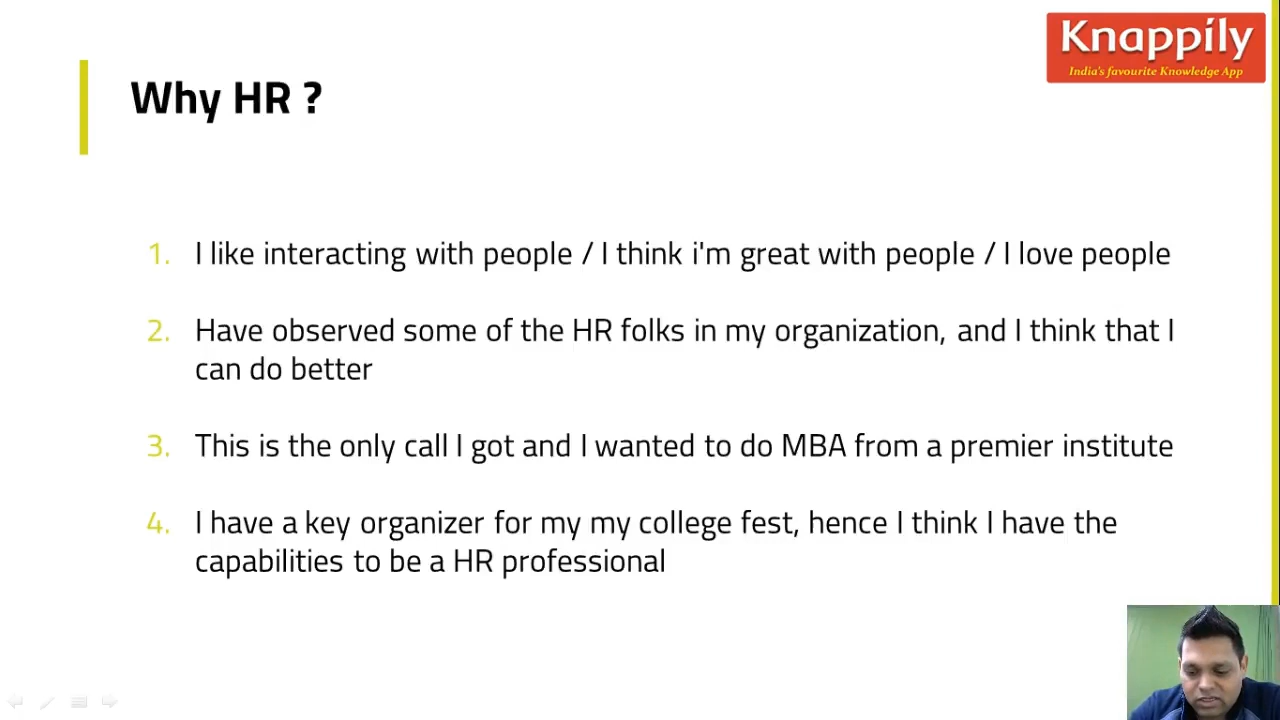 Knappily
India's favourite Knowledge App
Why HR ?
1. I like interacting with people / I think i'm great with people / I love people
2. Have observed some of the HR folks in my organization, and I think that I
can do better
3. This is the only call I got and I wanted to do MBA from a premier institute
4. I have a key organizer for my my college fest, hence I think I have the
capabilities to be a HR professional